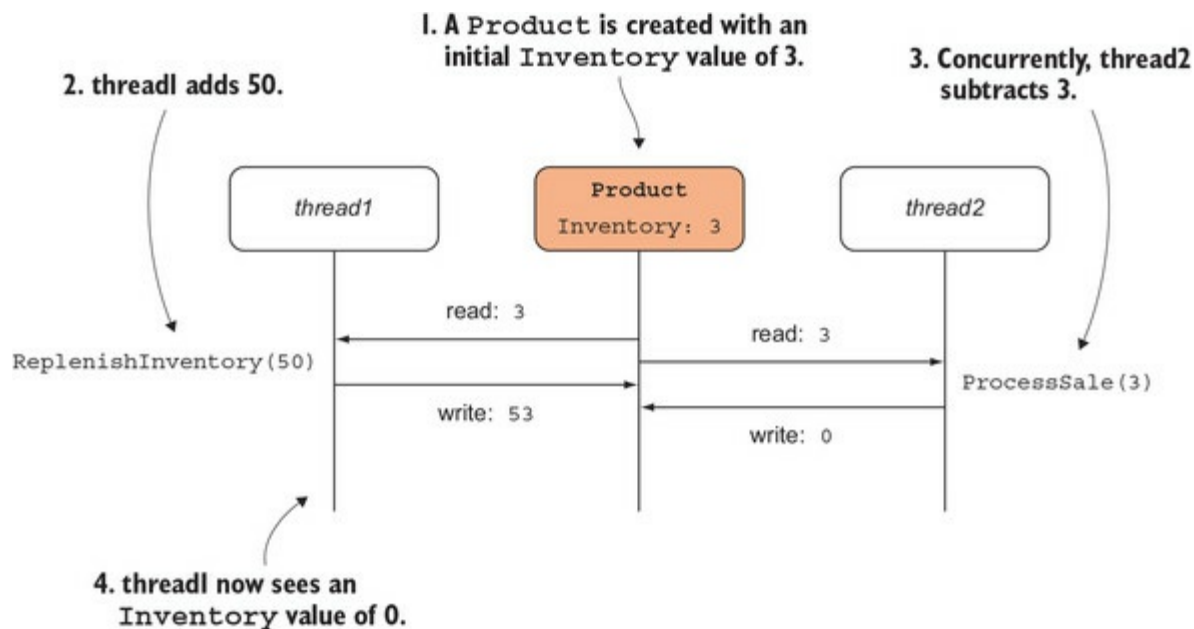 1. A Product is created with an
initial Inventory value of 3.
2. thread1 adds 50.
3. Concurrently, thread2
subtracts 3.
thread1
Product
Inventory: 3
thread2
read: 3
read: 3
ReplenishInventory(50)
ProcessSale(3)
write: 53
write: 0
4. thread1 now sees an
Inventory value of 0.